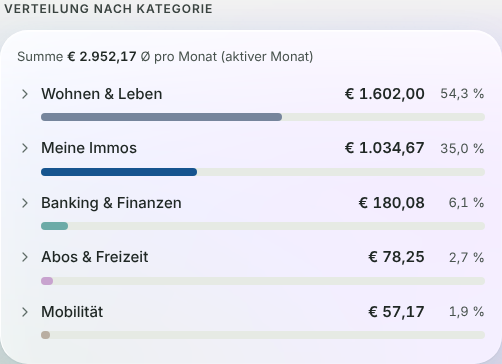 VERTEILUNG NACH KATEGORIE
Summe € 2.952,17 Ø pro Monat (aktiver Monat)
Wohnen & Leben € 1.602,00 54,3 %
Meine Immos € 1.034,67 35,0 %
Banking & Finanzen € 180,08 6,1 %
Abos & Freizeit € 78,25 2,7 %
Mobilität € 57,17 1,9 %